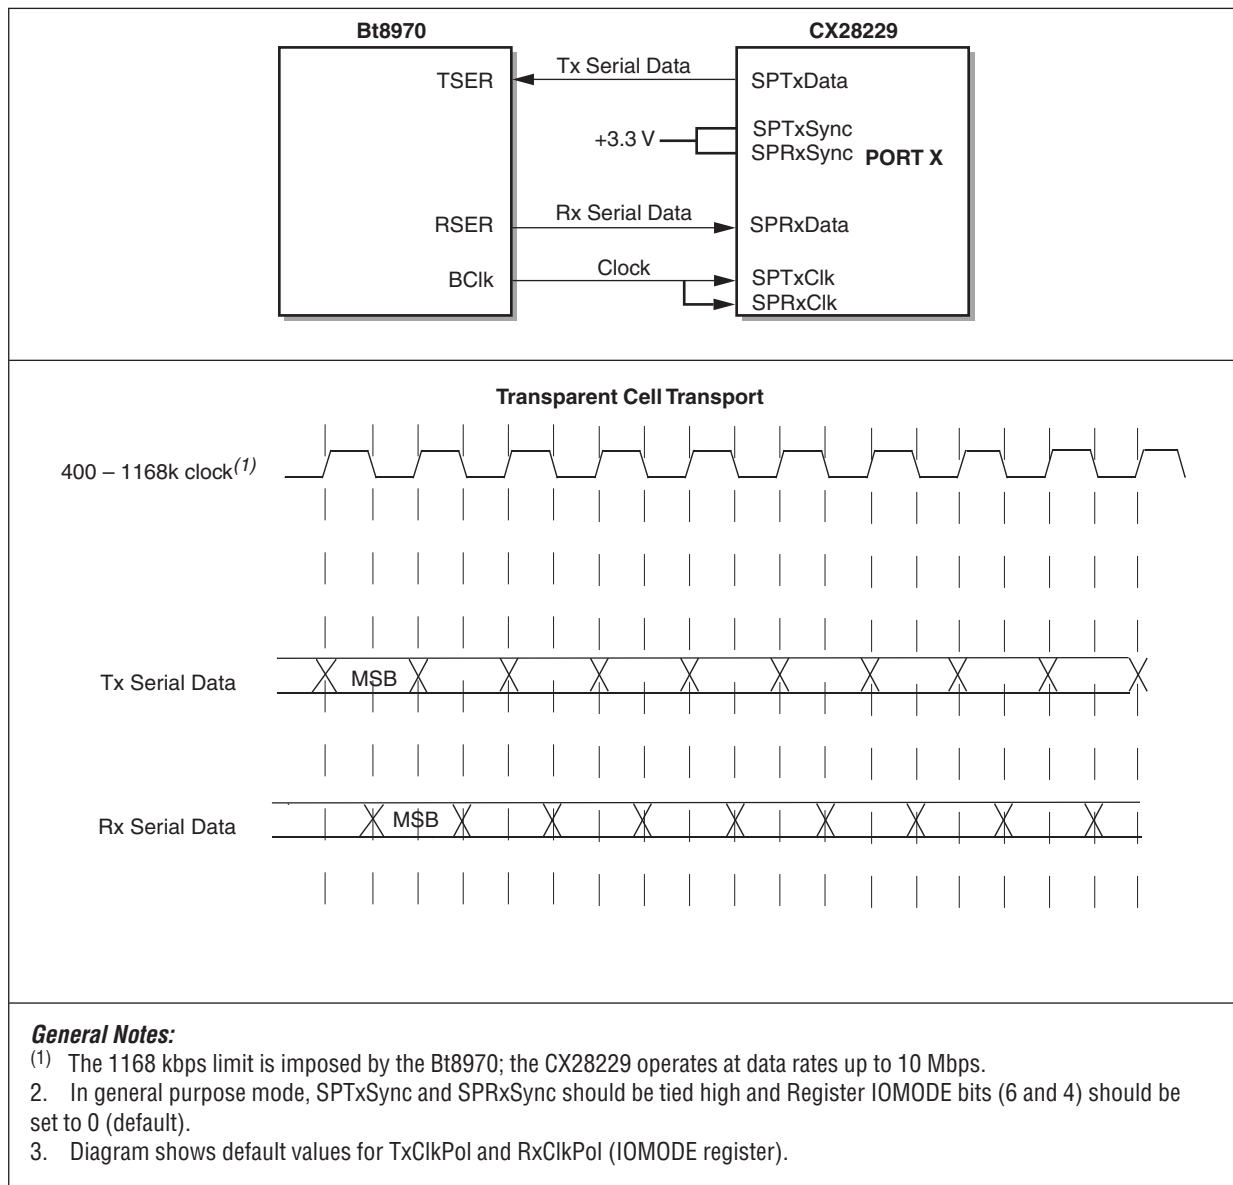 Bt8970
CX28229
TSER
Tx Serial Data
SPTxData
+3.3 V
SPTxSync
SPRxSync
PORT X
RSER
Rx Serial Data
SPRxData
BClk
Clock
SPTxClk
SPRxClk
Transparent Cell Transport
400 – 1168k clock(1)
Tx Serial Data
MSB
Rx Serial Data
MSB
General Notes:
(1) The 1168 kbps limit is imposed by the Bt8970; the CX28229 operates at data rates up to 10 Mbps.
2. In general purpose mode, SPTxSync and SPRxSync should be tied high and Register IOMODE bits (6 and 4) should be
set to 0 (default).
3. Diagram shows default values for TxClkPol and RxClkPol (IOMODE register).